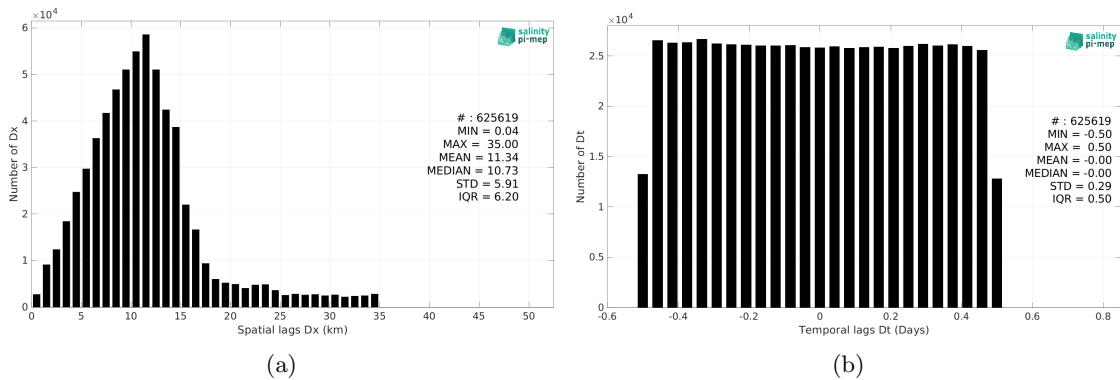 ×10⁴
6
5
4
3
2
1
0
Number of Dx
0 5 10 15 20 25 30 35 40 45 50
Spatial lags Dx (km)
salinity
pi-mep
# : 625619
MIN = 0.04
MAX = 35.00
MEAN = 11.34
MEDIAN = 10.73
STD = 5.91
IQR = 6.20
(a)
×10⁴
2.5
2
1.5
1
0.5
0
Number of Dt
-0.6 -0.4 -0.2 0 0.2 0.4 0.6 0.8
Temporal lags Dt (Days)
salinity
pi-mep
# : 625619
MIN = -0.50
MAX = 0.50
MEAN = -0.00
MEDIAN = -0.00
STD = 0.29
IQR = 0.50
(b)